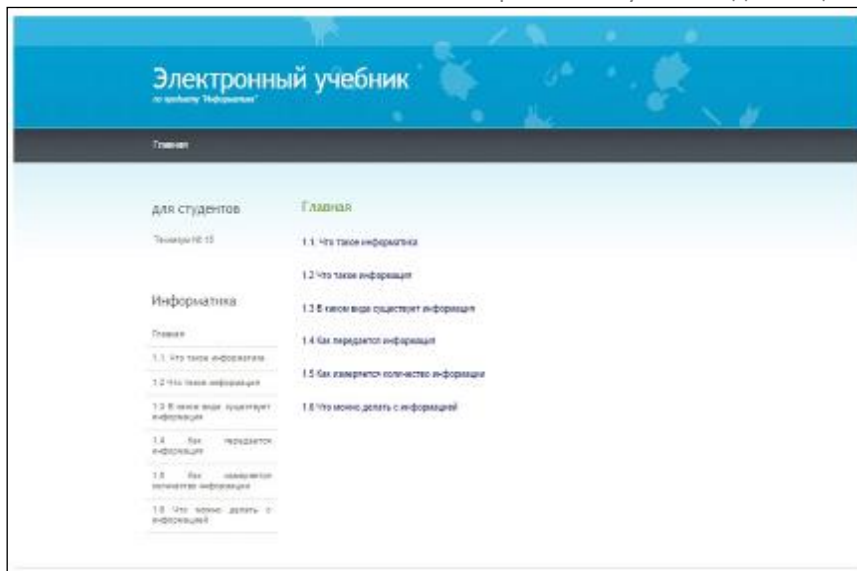 Электронный учебник
по предмету "Информатика"
Главная
для студентов
Техникум № 15
Информатика
Главная
1.1. Что такое информатика
1.2 Что такое информация
1.3 В каком виде существует
информация
1.4 Как передается
информация
1.5 Как измеряется
количество информации
1.6 Что можно делать с
информацией
Главная
1.1. Что такое информатика
1.2 Что такое информация
1.3 В каком виде существует информация
1.4 Как передается информация
1.5 Как измеряется количество информации
1.6 Что можно делать с информацией